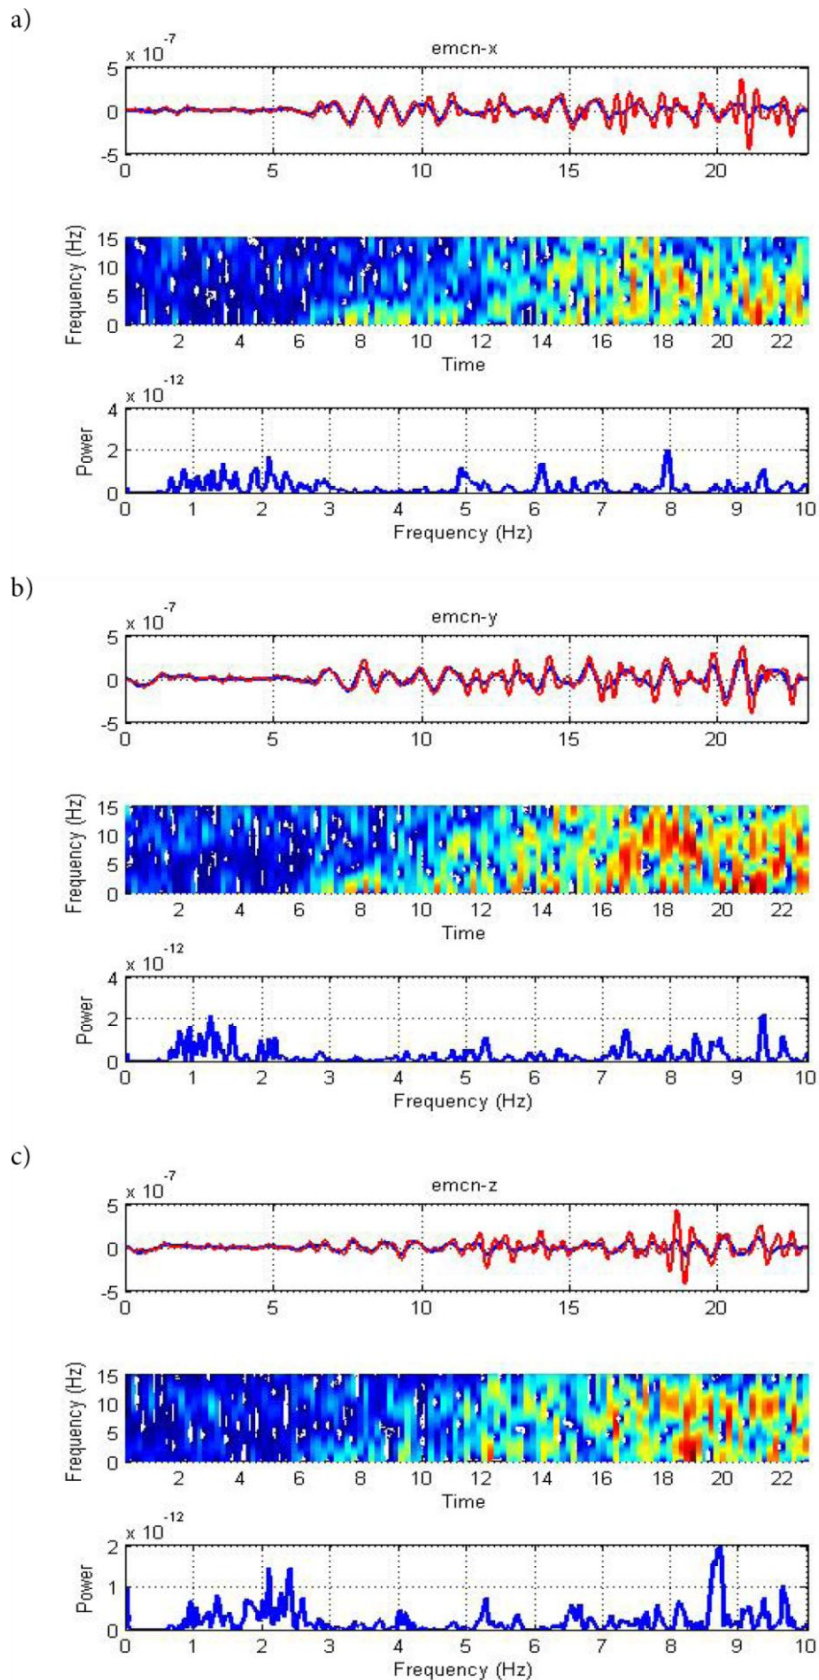 a)
x 10^-7
emcn-x
5
0
-5
0 5 10 15 20
Frequency (Hz)
15
10
5
0
2 4 6 8 10 12 14 16 18 20 22
Time
x 10^-12
Power
4
2
0
0 1 2 3 4 5 6 7 8 9 10
Frequency (Hz)
b)
x 10^-7
emcn-y
5
0
-5
0 5 10 15 20
Frequency (Hz)
15
10
5
0
2 4 6 8 10 12 14 16 18 20 22
Time
x 10^-12
Power
4
2
0
0 1 2 3 4 5 6 7 8 9 10
Frequency (Hz)
c)
x 10^-7
emcn-z
5
0
-5
0 5 10 15 20
Frequency (Hz)
15
10
5
0
2 4 6 8 10 12 14 16 18 20 22
Time
x 10^-12
Power
2
1
0
0 1 2 3 4 5 6 7 8 9 10
Frequency (Hz)